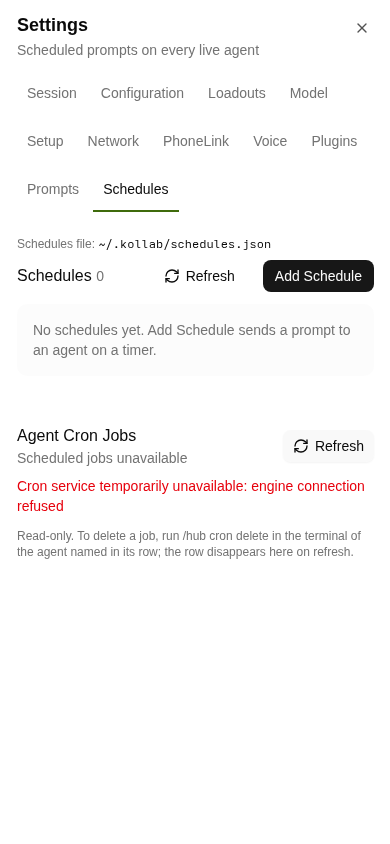 Settings
Scheduled prompts on every live agent
Session Configuration Loadouts Model
Setup Network PhoneLink Voice Plugins
Prompts Schedules
Schedules file: ~/.kollab/schedules.json
Schedules 0 Refresh Add Schedule
No schedules yet. Add Schedule sends a prompt to
an agent on a timer.
Agent Cron Jobs
Refresh
Scheduled jobs unavailable
Cron service temporarily unavailable: engine connection
refused
Read-only. To delete a job, run /hub cron delete in the terminal of
the agent named in its row; the row disappears here on refresh.